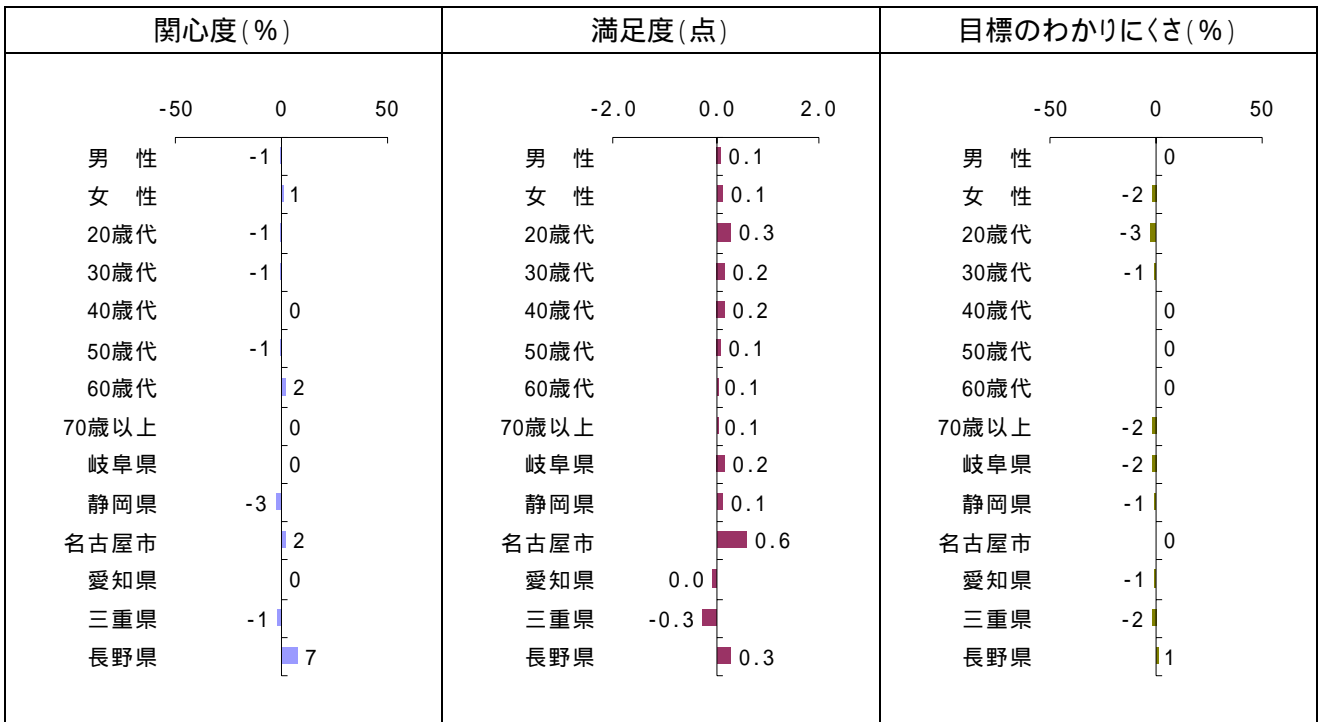 関心度(%)
-50 0 50
男 性 -1
女 性 1
20歳代 -1
30歳代 -1
40歳代 0
50歳代 -1
60歳代 2
70歳以上 0
岐阜県 0
静岡県 -3
名古屋市 2
愛知県 0
三重県 -1
長野県 7
満足度(点)
-2.0 0.0 2.0
男 性 0.1
女 性 0.1
20歳代 0.3
30歳代 0.2
40歳代 0.2
50歳代 0.1
60歳代 0.1
70歳以上 0.1
岐阜県 0.2
静岡県 0.1
名古屋市 0.6
愛知県 0.0
三重県 -0.3
長野県 0.3
目標のわかりにくさ(%)
-50 0 50
男 性 0
女 性 -2
20歳代 -3
30歳代 -1
40歳代 0
50歳代 0
60歳代 0
70歳以上 -2
岐阜県 -2
静岡県 -1
名古屋市 0
愛知県 -1
三重県 -2
長野県 1